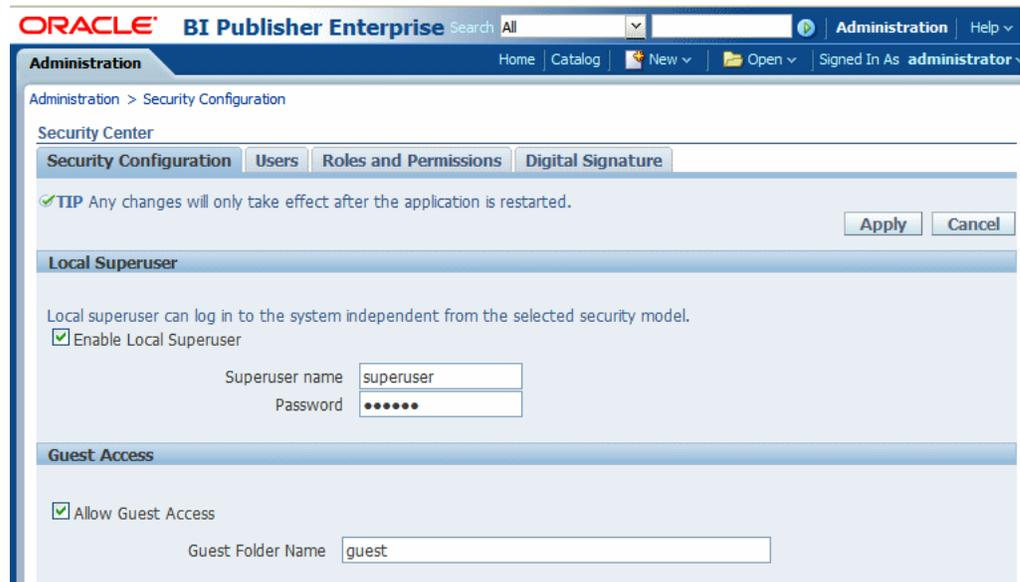 ORACLE BI Publisher Enterprise Search All Administration Help
Administration Home Catalog New Open Signed In As administrator
Administration > Security Configuration
Security Center
Security Configuration Users Roles and Permissions Digital Signature
TIP Any changes will only take effect after the application is restarted.
Apply Cancel
Local Superuser
Local superuser can log in to the system independent from the selected security model.
Enable Local Superuser
Superuser name superuser
Password ••••••
Guest Access
Allow Guest Access
Guest Folder Name guest